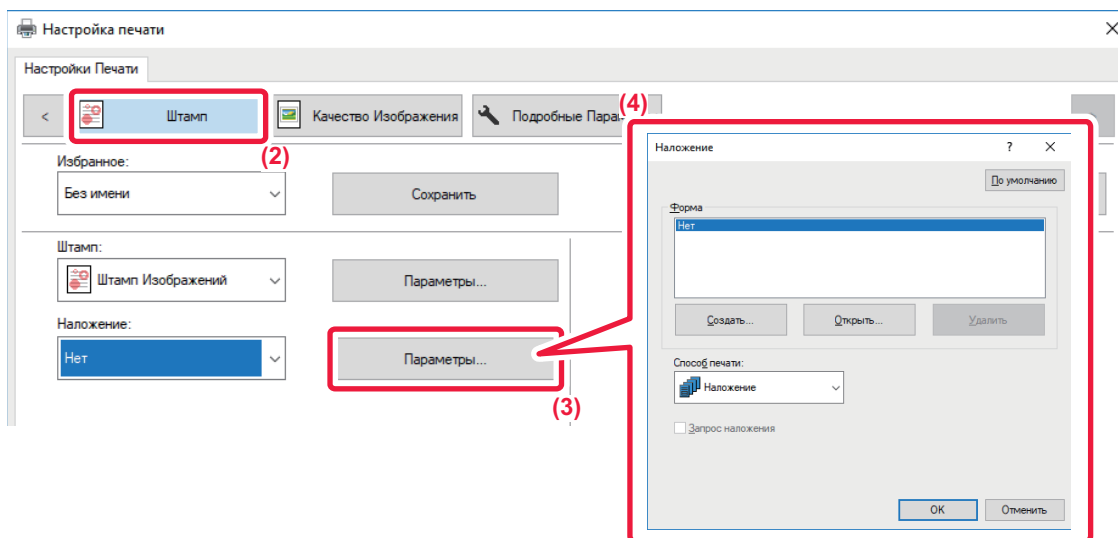 Настройка печати
Настройки Печати
<
Штамп
Качество Изображения
Подробные Парам
(4)
(2)
Избранное:
Без имени
Сохранить
Штамп:
Штамп Изображений
Параметры...
Наложение:
Нет
Параметры...
(3)
Наложение
?
По умолчанию
Форма
Нет
Создать...
Открыть...
Удалить
Способ печати:
Наложение
Запрос наложения
OK
Отменить